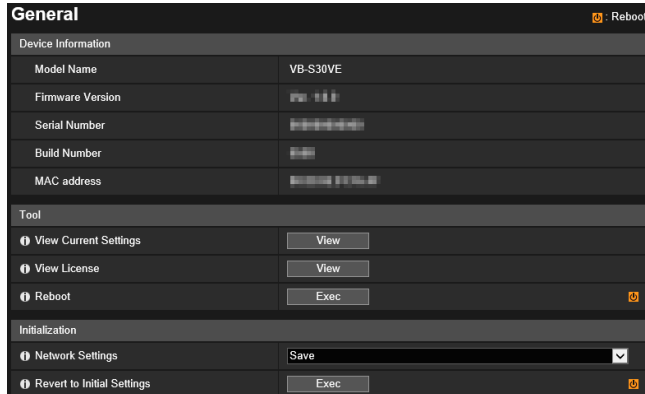 General
: Reboot
Device Information
Model Name VB-S30VE
Firmware Version
Serial Number
Build Number
MAC address
Tool
View Current Settings View
View License View
Reboot Exec
Initialization
Network Settings Save
Revert to Initial Settings Exec